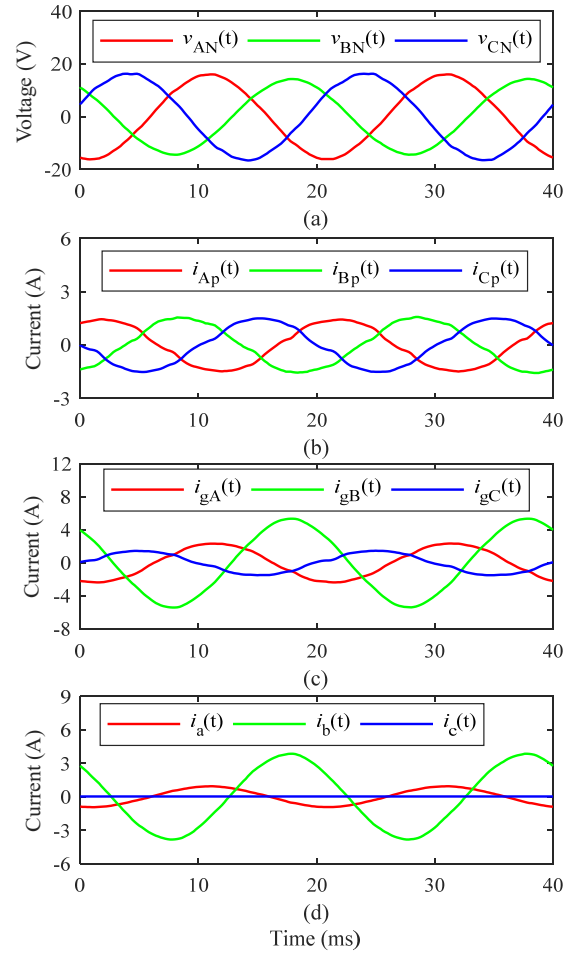 40
v_AN(t) v_BN(t) v_CN(t)
20
Voltage (V)
0
-20
0 10 20 30 40
(a)
6
i_Ap(t) i_Bp(t) i_Cp(t)
3
Current (A)
0
-3
0 10 20 30 40
(b)
12
i_gA(t) i_gB(t) i_gC(t)
8
4
Current (A)
0
-4
-8
0 10 20 30 40
(c)
9
i_a(t) i_b(t) i_c(t)
6
3
Current (A)
0
-3
-6
0 10 20 30 40
(d)
Time (ms)